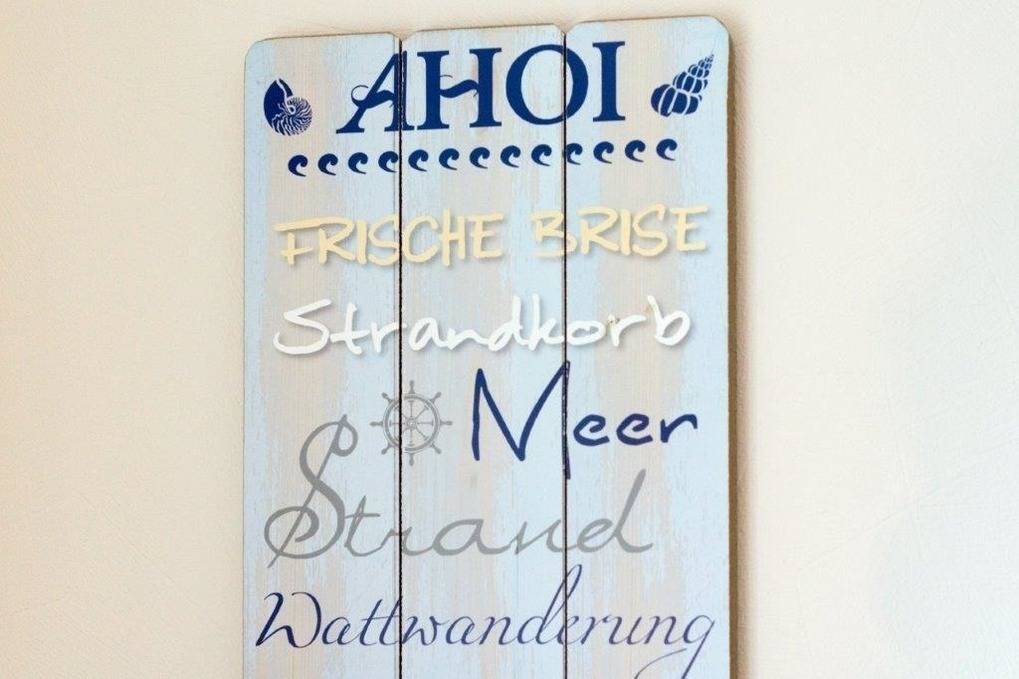 AHOI
FRISCHE BRISE
Strandkorb
Meer
Strand
Wattwanderung